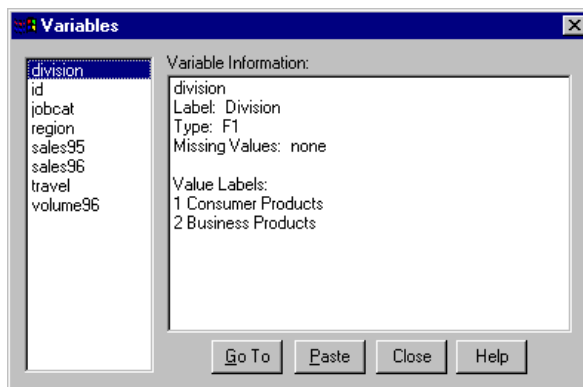 Variables
division
id
jobcat
region
sales95
sales96
travel
volume96
Variable Information:
division
Label: Division
Type: F1
Missing Values: none
Value Labels:
1 Consumer Products
2 Business Products
Go To Paste Close Help